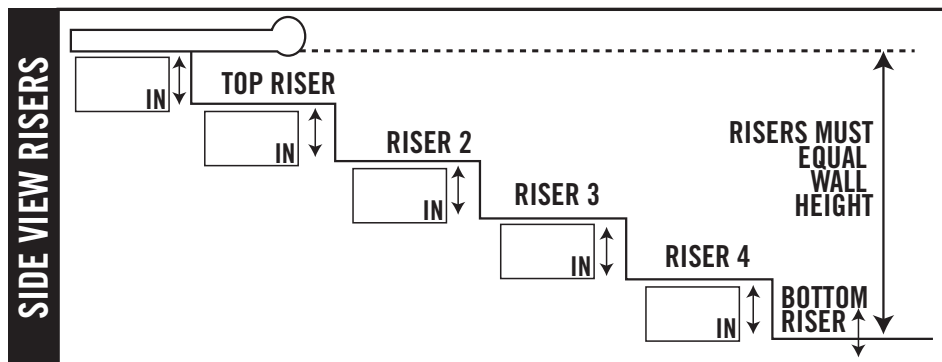 SIDE VIEW RISERS
IN
TOP RISER
IN
RISER 2
IN
RISER 3
IN
RISER 4
IN
BOTTOM
RISER
RISERS MUST
EQUAL
WALL
HEIGHT